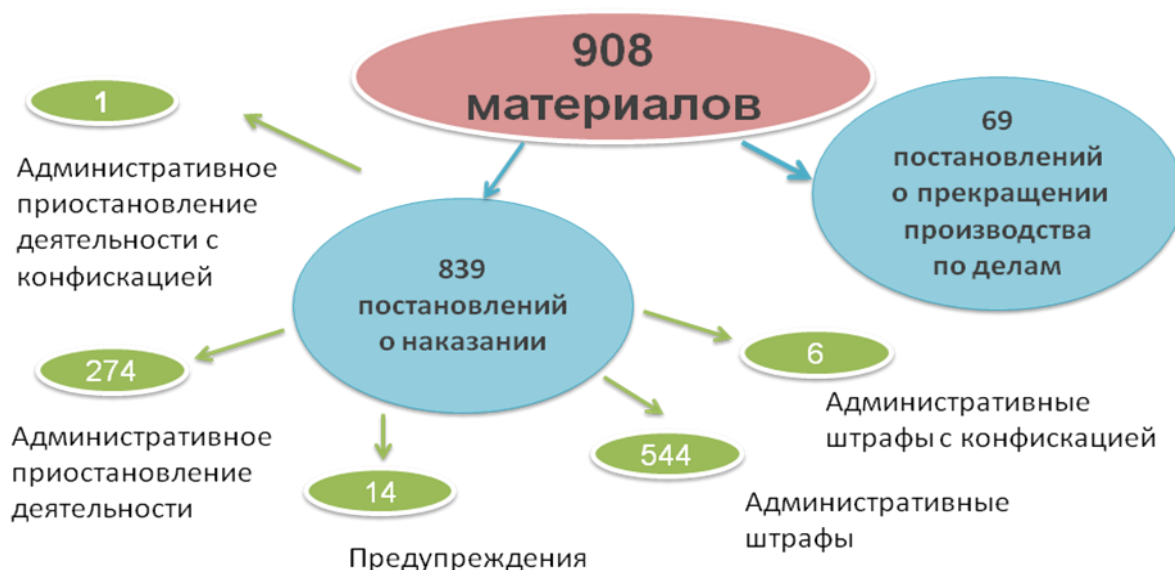 908
материалов
1
Административное
приостановление
деятельности с
конфискацией
69
постановлений
о прекращении
производства
по делам
839
постановлений
о наказании
274
Административное
приостановление
деятельности
14
Предупреждения
544
Административные
штрафы
6
Административные
штрафы с конфискацией